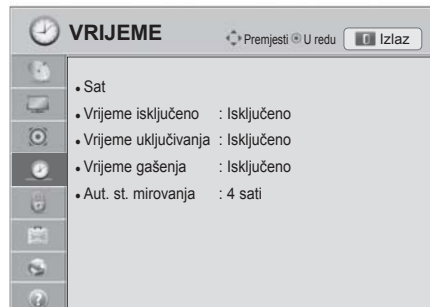 VRIJEME
Premjesti U redu Izlaz
• Sat
• Vrijeme isključeno : Isključeno
• Vrijeme uključivanja : Isključeno
• Vrijeme gašenja : Isključeno
• Aut. st. mirovanja : 4 sati